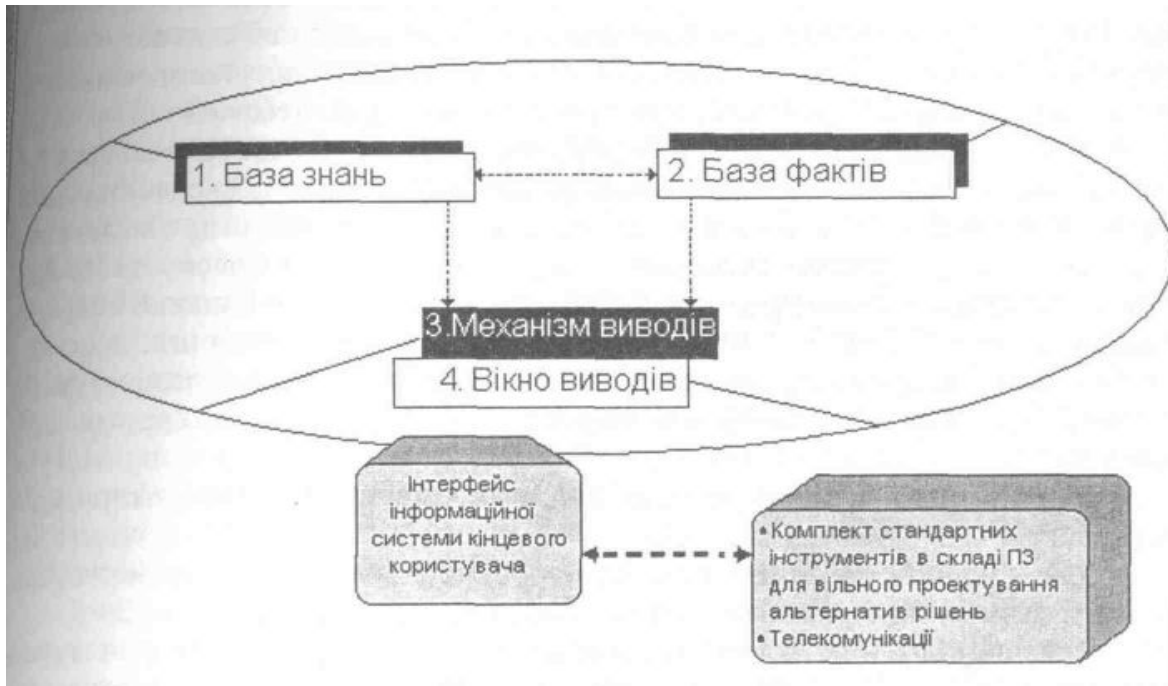 1. База знань
2. База фактів
3.Механізм виводів
4. Вікно виводів
Інтерфейс
інформаційної
системи кінцевого
користувача
• Комплект стандартних
інструментів в складі ПЗ
для вільного проектування
альтернатив рішень
• Телекомунікації